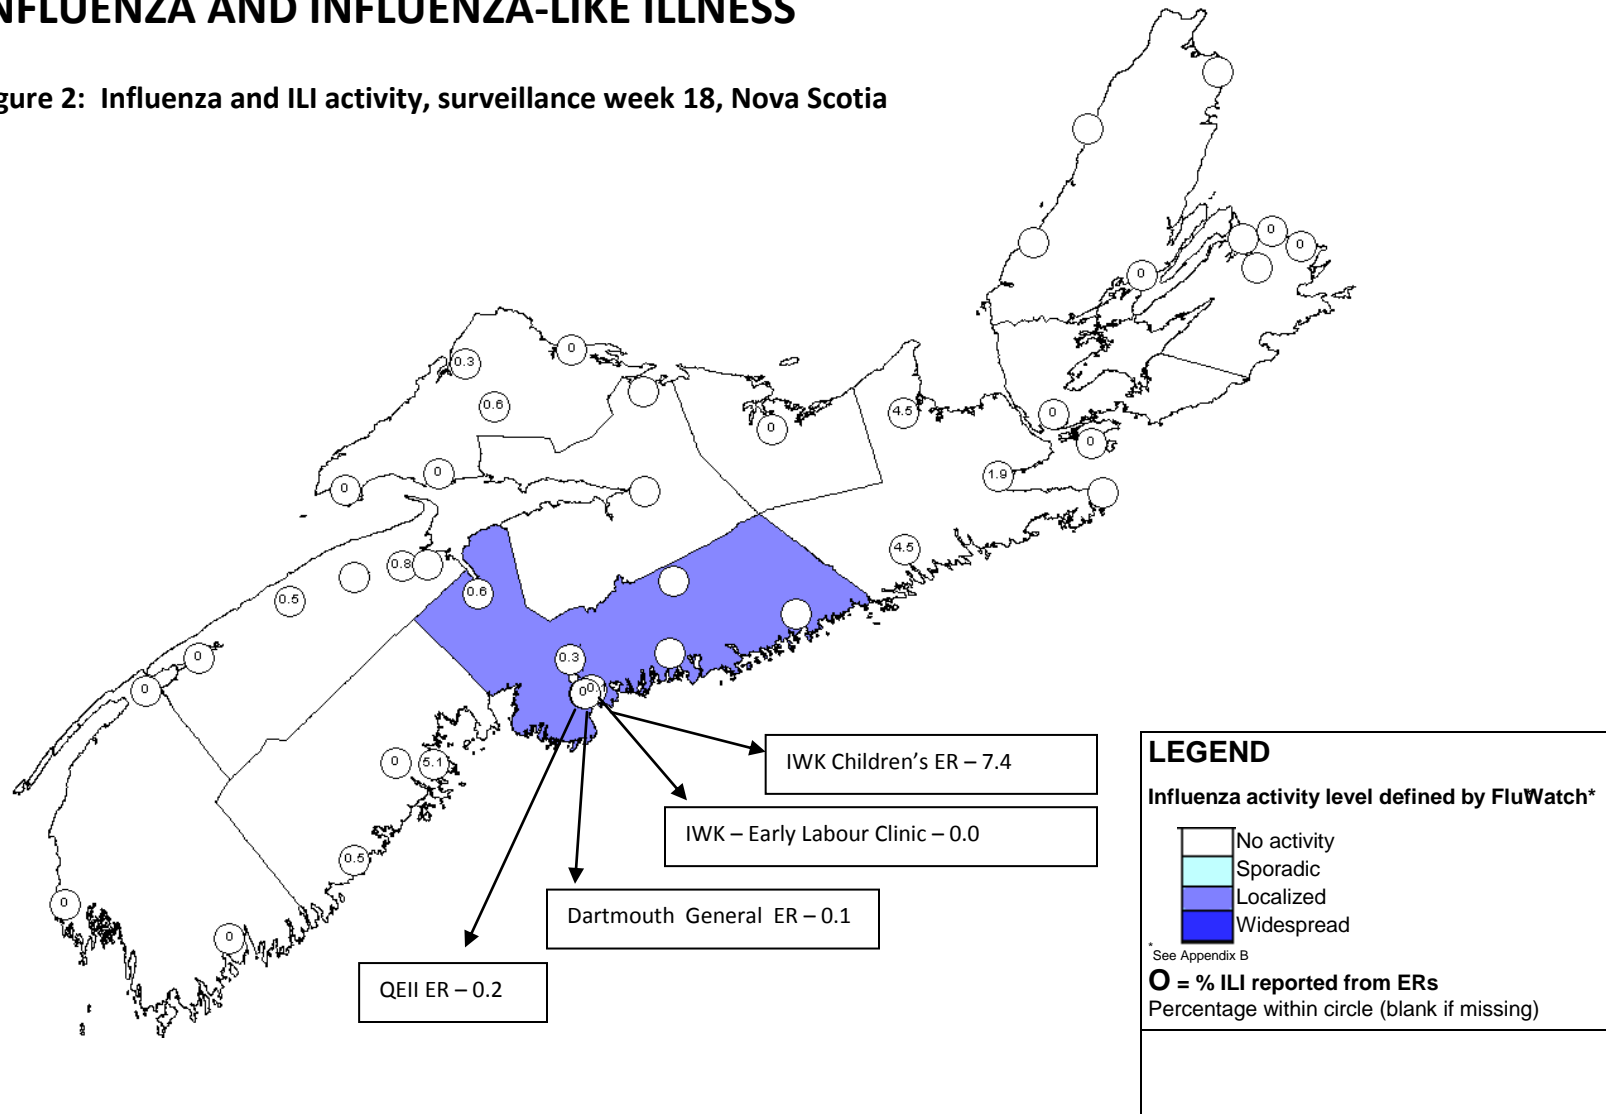 NFLUENZA AND INFLUENZA-LIKE ILLNESS
gure 2: Influenza and ILI activity, surveillance week 18, Nova Scotia
0
0
0
0
0.3
0
0.6
4.5
0
0
0
0
1.9
0
4.5
0.8
0.6
0.5
0
0.3
0
0
0.1
0
5.1
0.5
0
0
IWK Children's ER – 7.4
IWK – Early Labour Clinic – 0.0
Dartmouth General ER – 0.1
QEII ER – 0.2
LEGEND
Influenza activity level defined by FluWatch*
No activity
Sporadic
Localized
Widespread
*See Appendix B
O = % ILI reported from ERs
Percentage within circle (blank if missing)